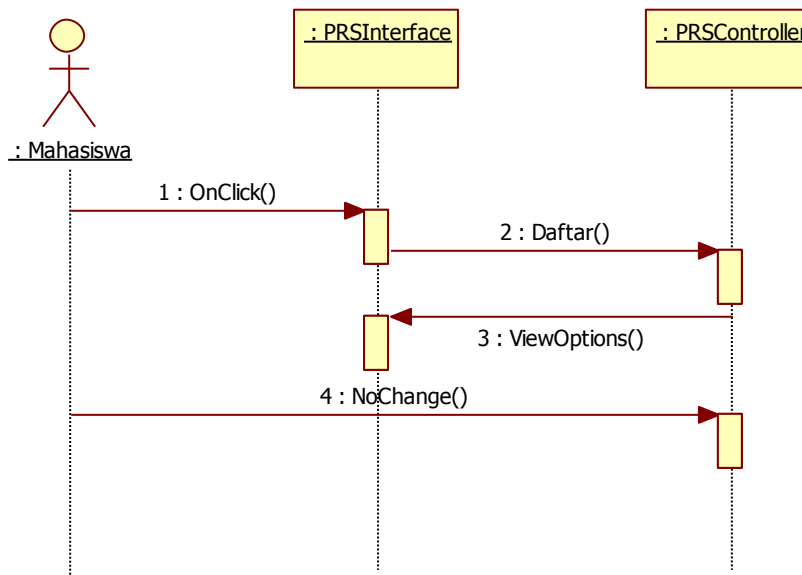 : PRSInterface
: PRSController
: Mahasiswa
1 : OnClick()
2 : Daftar()
3 : ViewOptions()
4 : NoChange()